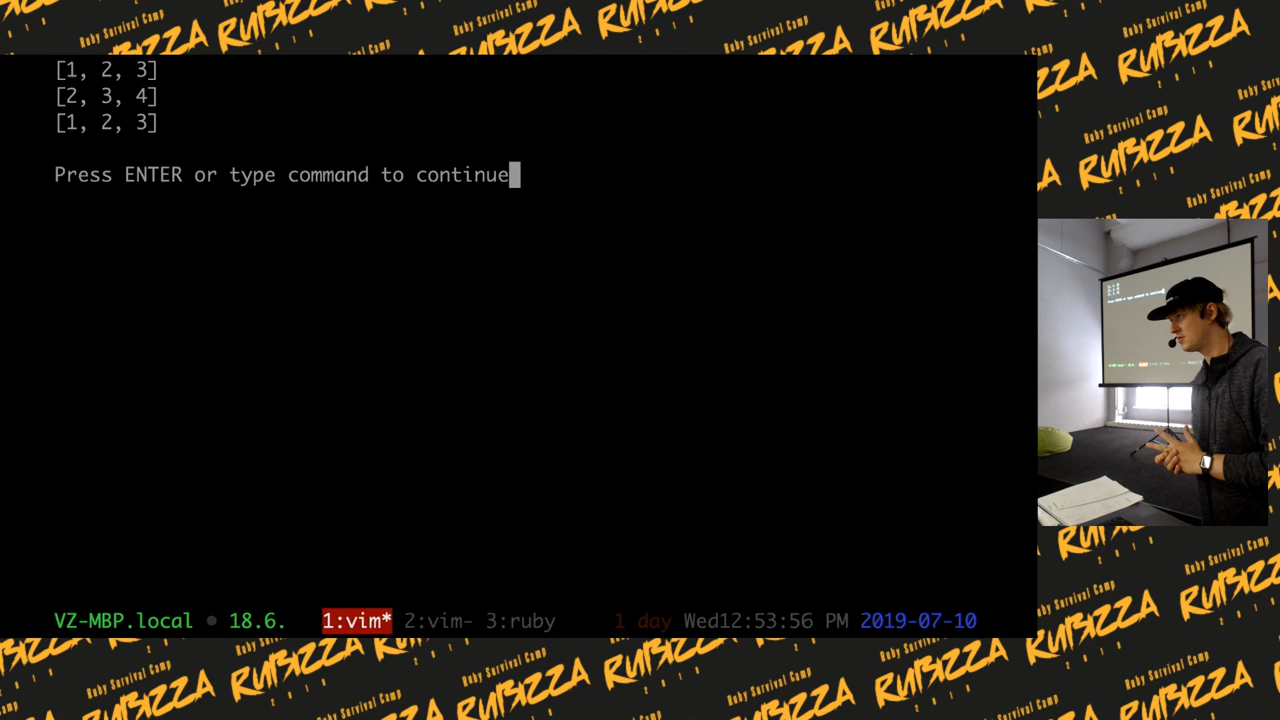 [1, 2, 3]
[2, 3, 4]
[1, 2, 3]
Press ENTER or type command to continue
VZ-MBP.local • 18.6. 1:vim* 2:vim- 3:ruby 1 day Wed12:53:56 PM 2019-07-10
Ruby Survival Camp
RUBIZZA
2019